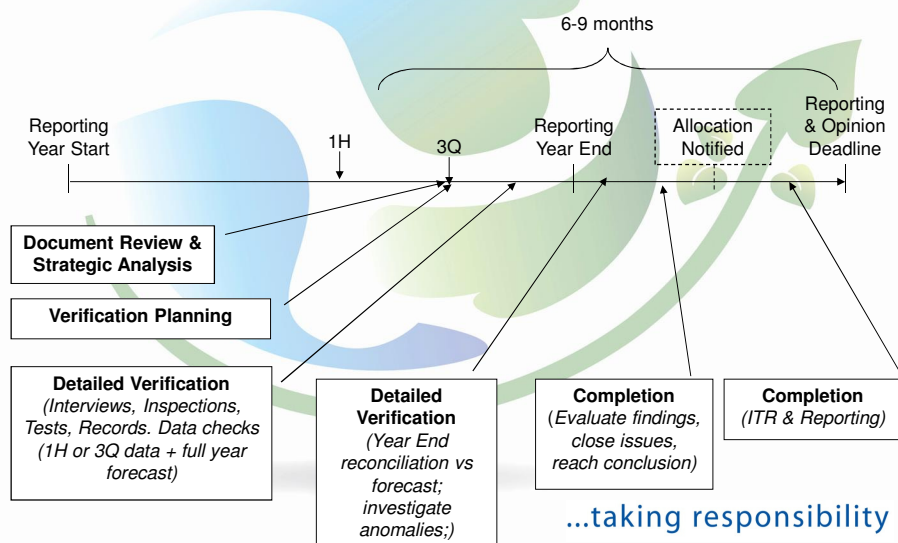 6-9 months
Reporting
Year Start
1H
3Q
Reporting
Year End
Allocation
Notified
Reporting
& Opinion
Deadline
Document Review &
Strategic Analysis
Verification Planning
Detailed Verification
(Interviews, Inspections,
Tests, Records. Data checks
(1H or 3Q data + full year
forecast)
Detailed
Verification
(Year End
reconciliation vs
forecast;
investigate
anomalies;)
Completion
(Evaluate findings,
close issues,
reach conclusion)
Completion
(ITR & Reporting)
...taking responsibility